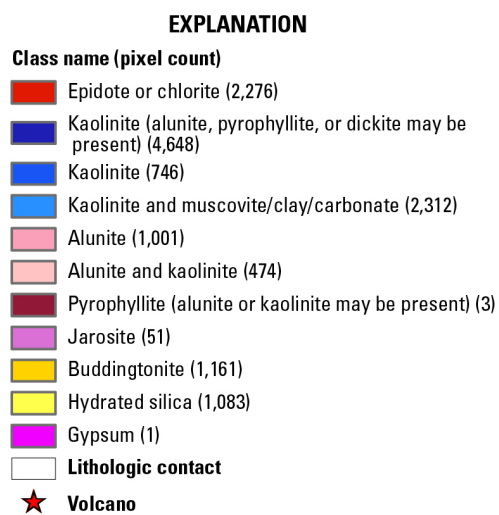 EXPLANATION
Class name (pixel count)
Epidote or chlorite (2,276)
Kaolinite (alunite, pyrophyllite, or dickite may be
present) (4,648)
Kaolinite (746)
Kaolinite and muscovite/clay/carbonate (2,312)
Alunite (1,001)
Alunite and kaolinite (474)
Pyrophyllite (alunite or kaolinite may be present) (3)
Jarosite (51)
Buddingtonite (1,161)
Hydrated silica (1,083)
Gypsum (1)
Lithologic contact
Volcano